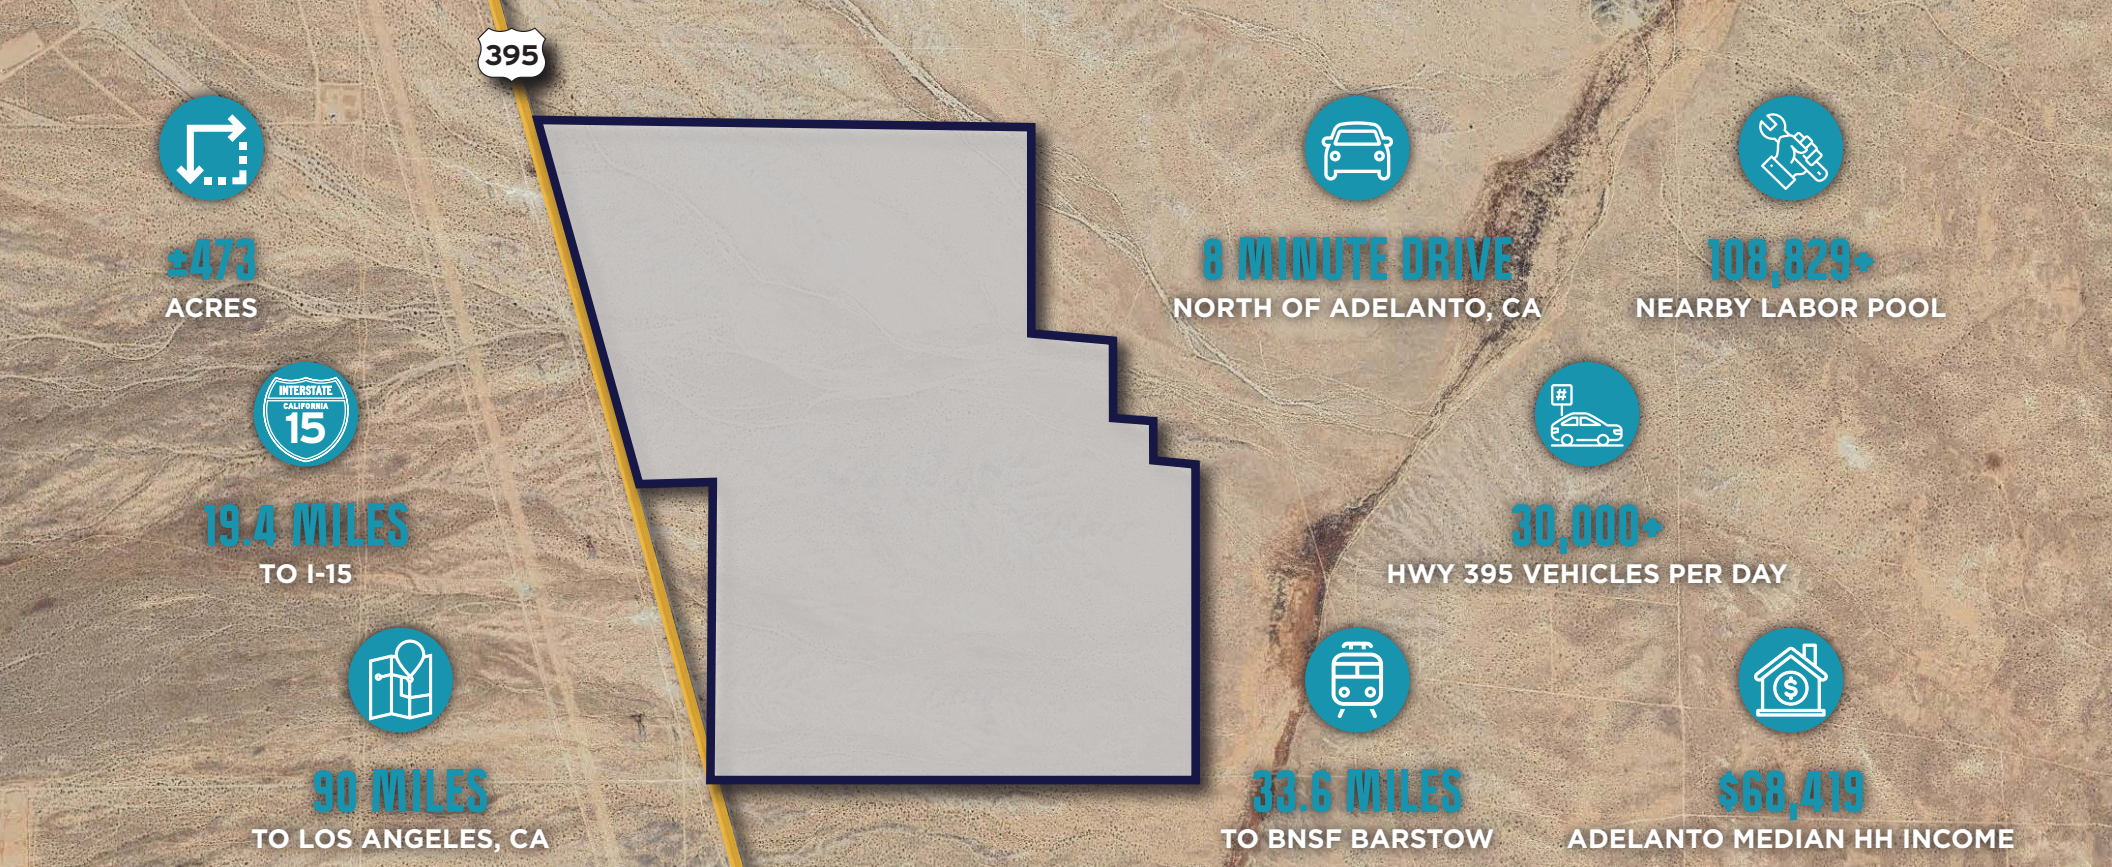 395
±473
ACRES
INTERSTATE
CALIFORNIA
15
19.4 MILES
TO I-15
90 MILES
TO LOS ANGELES, CA
8 MINUTE DRIVE
NORTH OF ADELANTO, CA
108,829+
NEARBY LABOR POOL
#
30,000+
HWY 395 VEHICLES PER DAY
33.6 MILES
TO BNSF BARSTOW
$
$68,419
ADELANTO MEDIAN HH INCOME